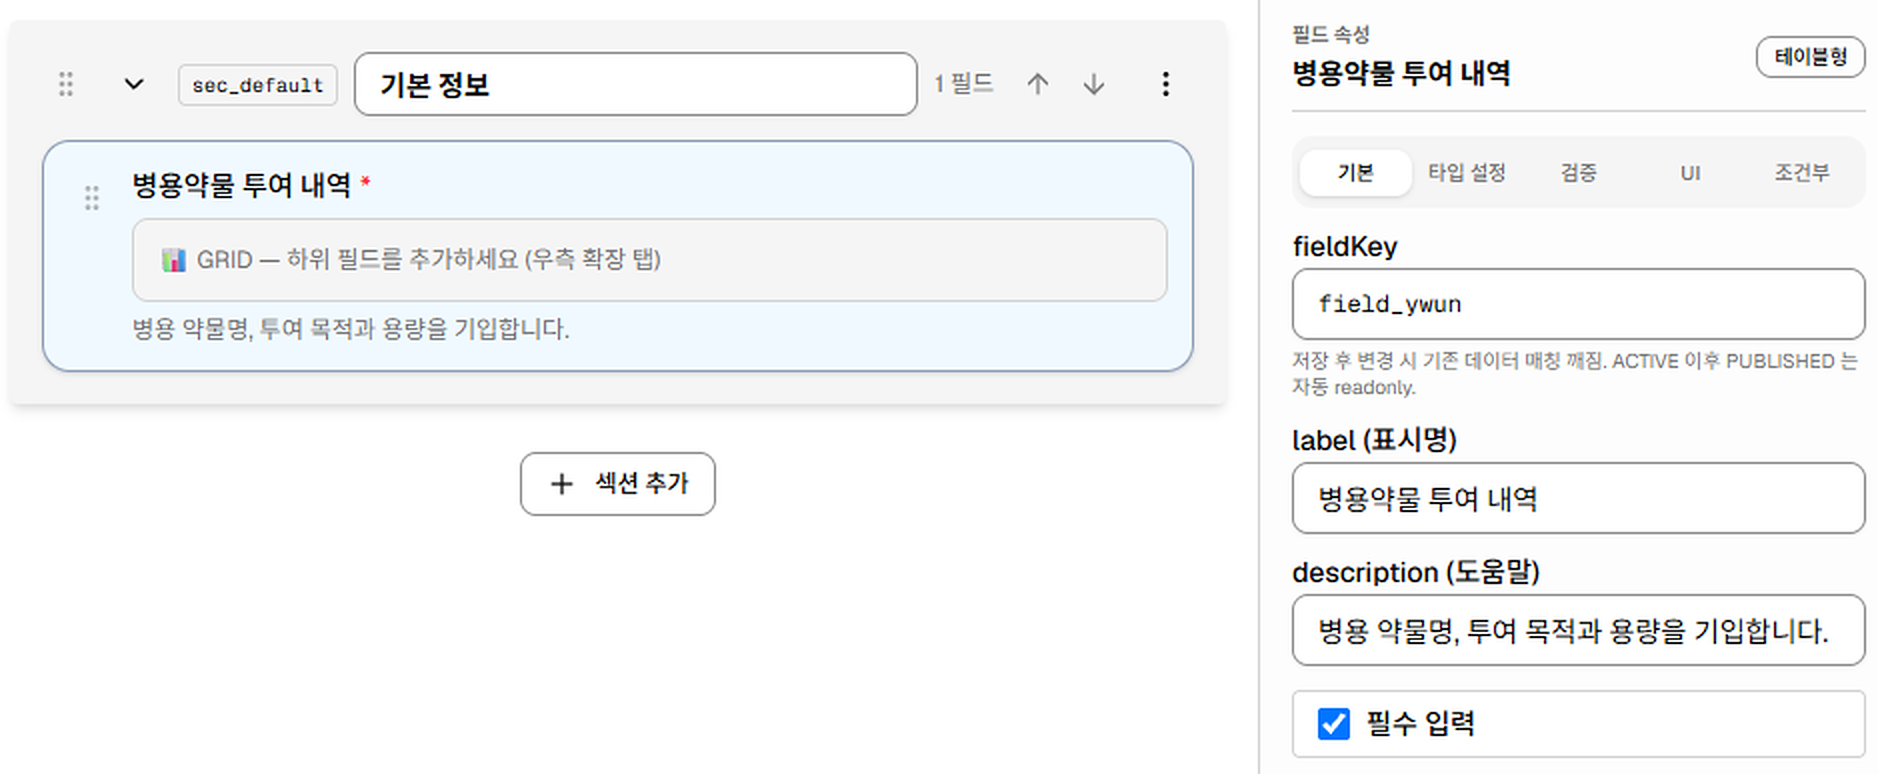 sec_default
기본 정보
1 필드
병용약물 투여 내역 *
GRID — 하위 필드를 추가하세요 (우측 확장 탭)
병용 약물명, 투여 목적과 용량을 기입합니다.
섹션 추가
필드 속성
병용약물 투여 내역
테이블형
기본
타입 설정
검증
UI
조건부
fieldKey
field_ywun
저장 후 변경 시 기존 데이터 매칭 깨짐. ACTIVE 이후 PUBLISHED 는
자동 readonly.
label (표시명)
병용약물 투여 내역
description (도움말)
병용 약물명, 투여 목적과 용량을 기입합니다.
필수 입력